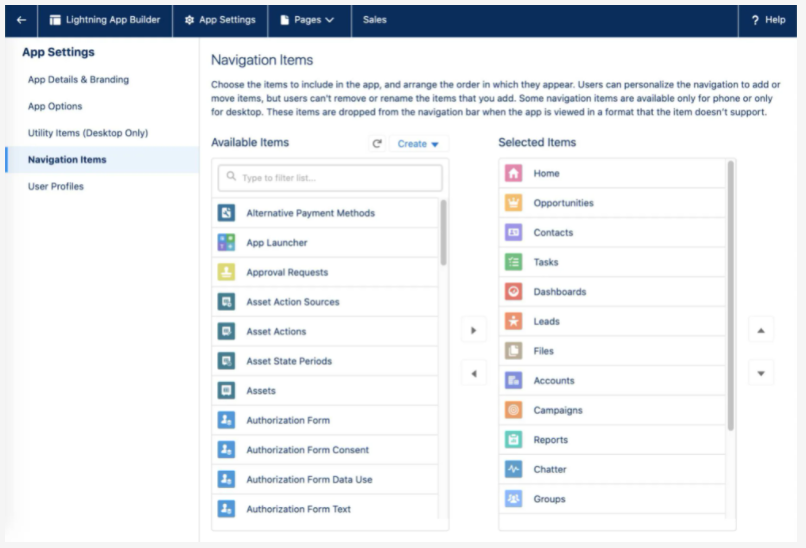 Lightning App Builder
App Settings
Pages
Sales
? Help
App Settings
App Details & Branding
App Options
Utility Items (Desktop Only)
Navigation Items
User Profiles
Navigation Items
Choose the items to include in the app, and arrange the order in which they appear. Users can personalize the navigation to add or
move items, but users can't remove or rename the items that you add. Some navigation items are available only for phone or only
for desktop. These items are dropped from the navigation bar when the app is viewed in a format that the item doesn't support.
Available Items
Create
Type to filter list...
Alternative Payment Methods
App Launcher
Approval Requests
Asset Action Sources
Asset Actions
Asset State Periods
Assets
Authorization Form
Authorization Form Consent
Authorization Form Data Use
Authorization Form Text
Selected Items
Home
Opportunities
Contacts
Tasks
Dashboards
Leads
Files
Accounts
Campaigns
Reports
Chatter
Groups